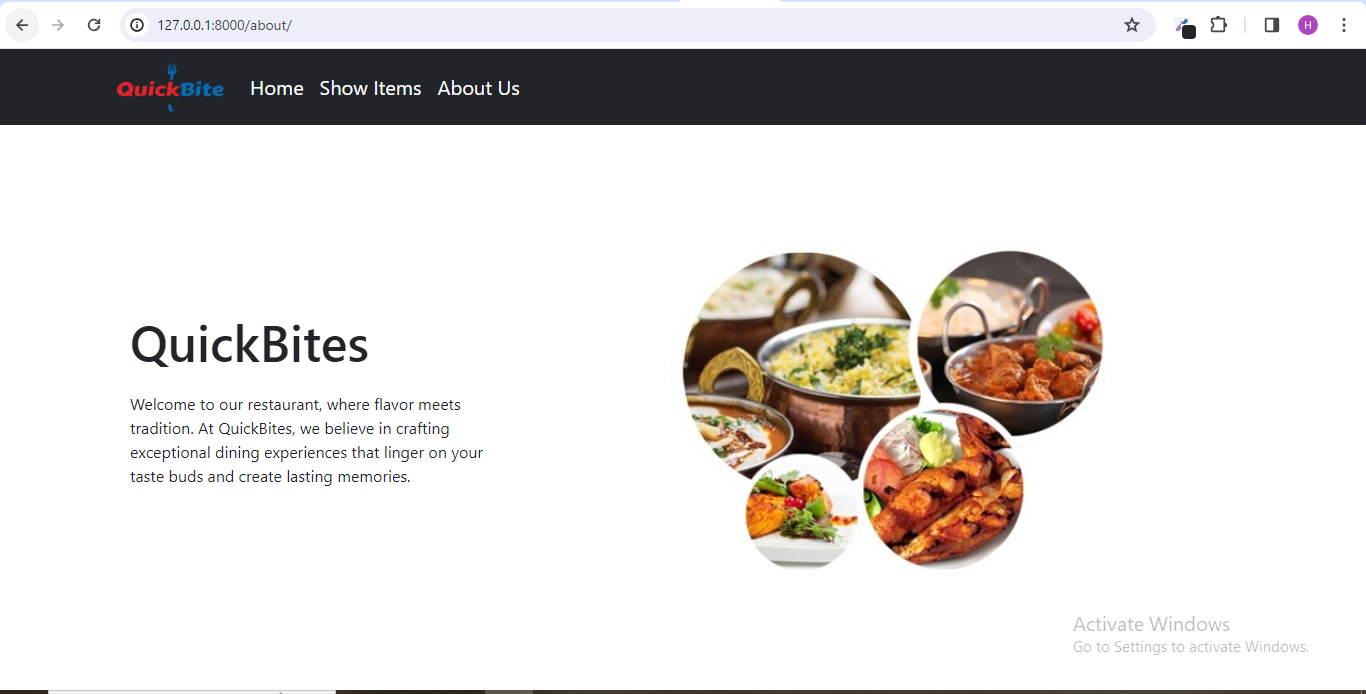 127.0.0.1:8000/about/
H
QuickBite Home Show Items About Us
QuickBites
Welcome to our restaurant, where flavor meets
tradition. At QuickBites, we believe in crafting
exceptional dining experiences that linger on your
taste buds and create lasting memories.
Activate Windows
Go to Settings to activate Windows.